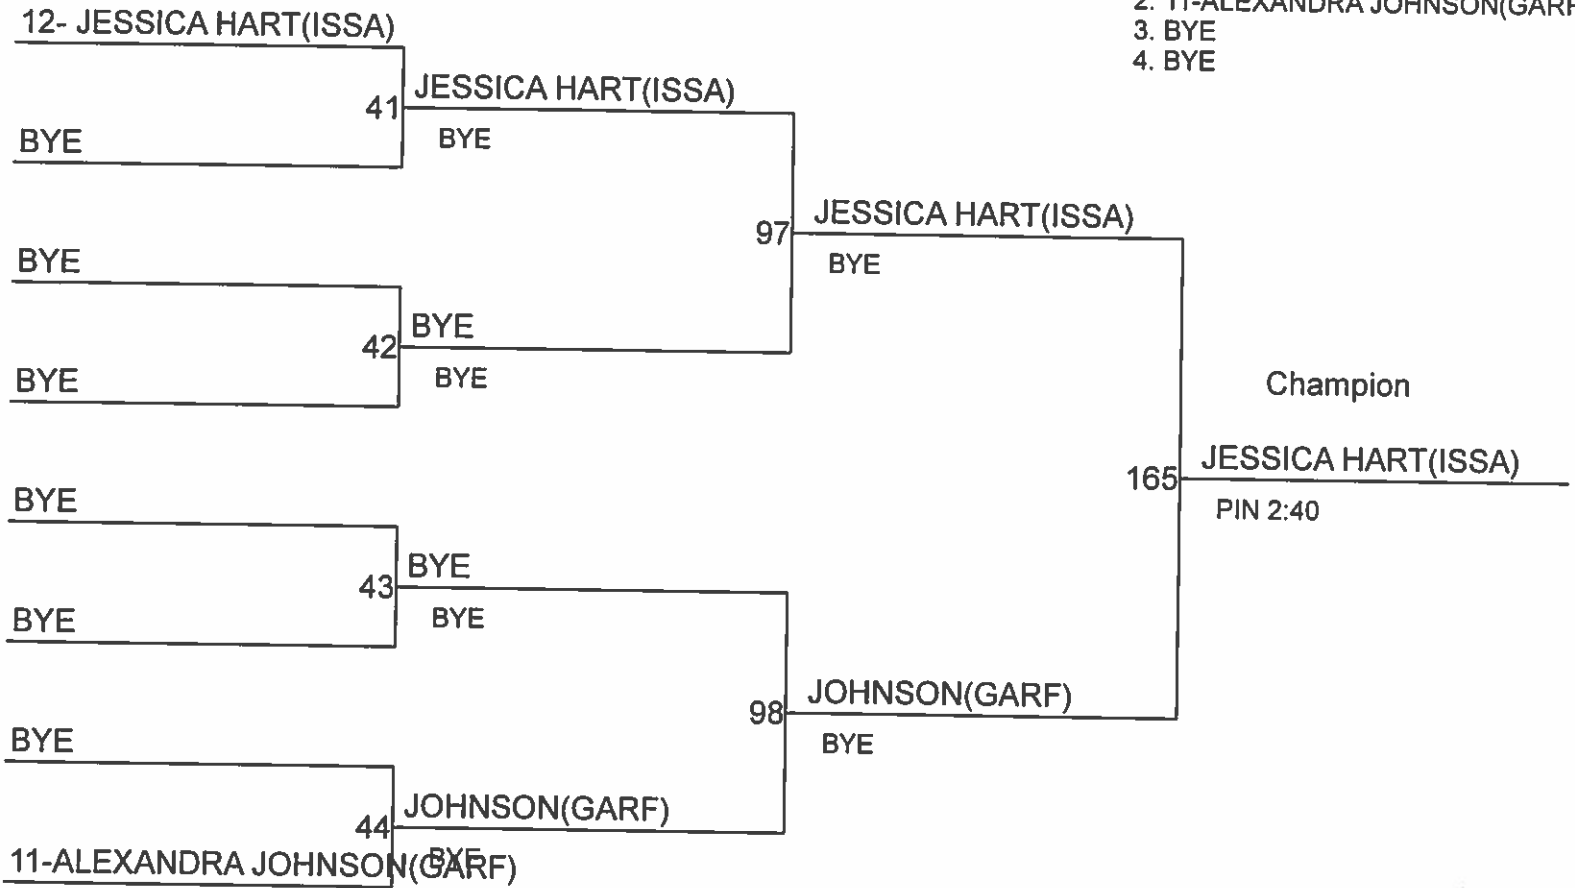 2. 11-ALEXANDRA JOHNSON(GARF
3. BYE
4. BYE
12- JESSICA HART(ISSA)
41
JESSICA HART(ISSA)
BYE
BYE
97
JESSICA HART(ISSA)
BYE
BYE
42
BYE
BYE
BYE
Champion
165
JESSICA HART(ISSA)
PIN 2:40
BYE
43
BYE
BYE
BYE
98
JOHNSON(GARF)
BYE
BYE
44
JOHNSON(GARF)
BYE
11-ALEXANDRA JOHNSON(GARF)